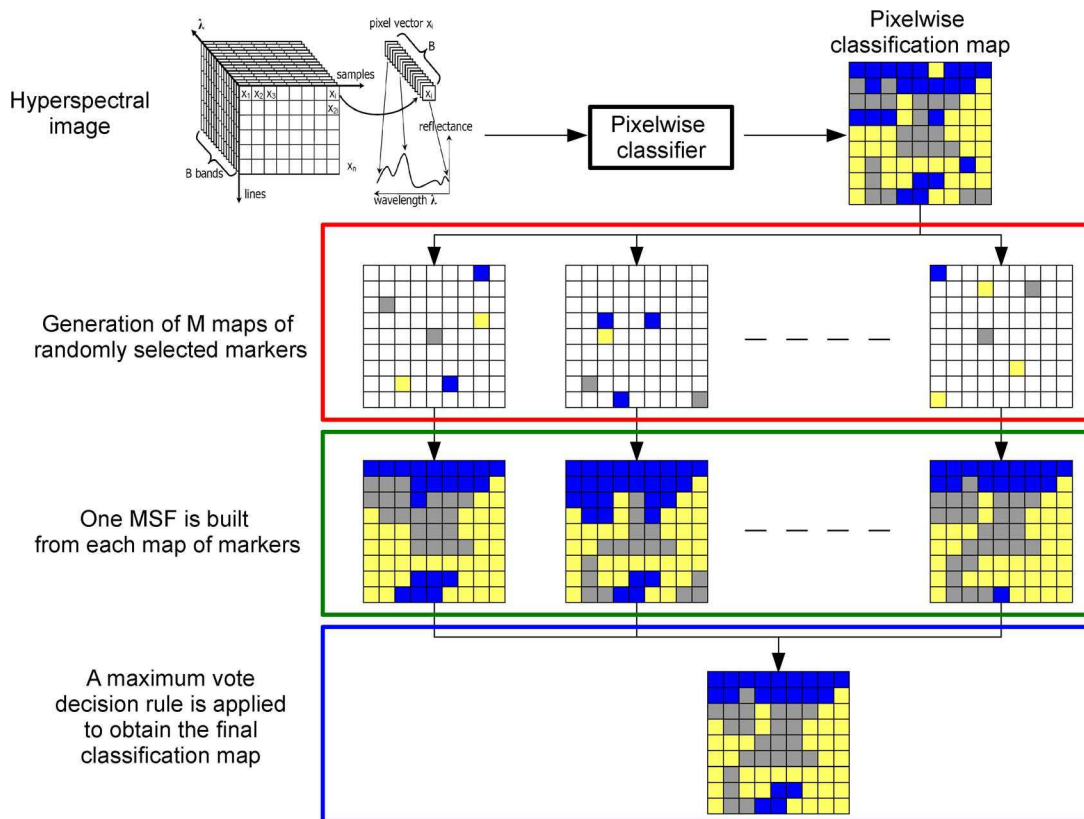 Hyperspectral
image
λ
pixel vector xᵢ
B
samples
x₁ x₂ x₃ xᵢ
xᵢ
x₂ᵢ
reflectance
xₙ
B bands
lines
wavelength λ
Pixelwise
classifier
Pixelwise
classification map
Generation of M maps of
randomly selected markers
One MSF is built
from each map of markers
A maximum vote
decision rule is applied
to obtain the final
classification map